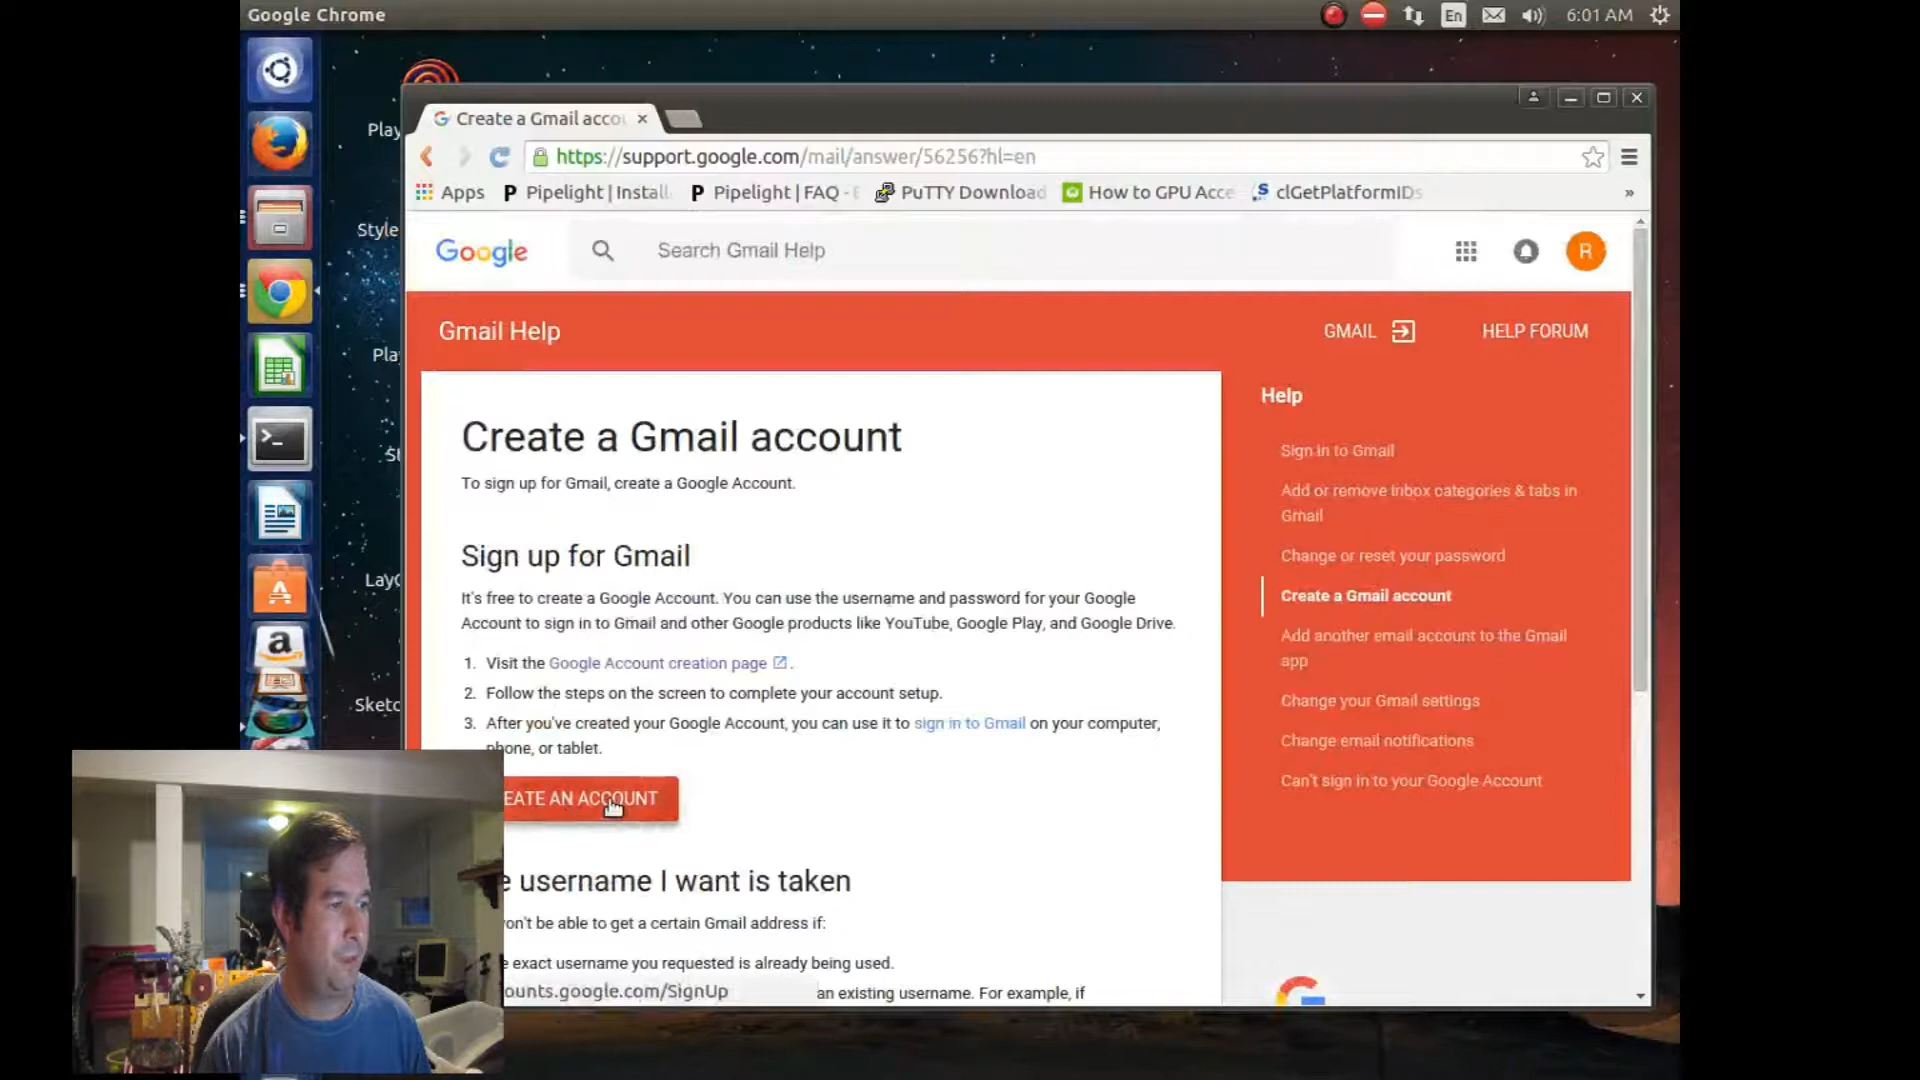 Google Chrome
En
6:01 AM
Play
Style
Pla
St
Lay
Sketc
Create a Gmail acco
https://support.google.com/mail/answer/56256?hl=en
Apps
Pipelight | Install
Pipelight | FAQ -
PuTTY Download
How to GPU Acce
clGetPlatformIDs
»
Google
Search Gmail Help
R
Gmail Help
GMAIL
HELP FORUM
Create a Gmail account
To sign up for Gmail, create a Google Account.
Sign up for Gmail
It's free to create a Google Account. You can use the username and password for your Google
Account to sign in to Gmail and other Google products like YouTube, Google Play, and Google Drive.
1. Visit the Google Account creation page.
2. Follow the steps on the screen to complete your account setup.
3. After you've created your Google Account, you can use it to sign in to Gmail on your computer,
phone, or tablet.
EATE AN ACCOUNT
e username I want is taken
on't be able to get a certain Gmail address if:
e exact username you requested is already being used.
ounts.google.com/SignUp
an existing username. For example, if
Help
Sign in to Gmail
Add or remove inbox categories & tabs in
Gmail
Change or reset your password
Create a Gmail account
Add another email account to the Gmail
app
Change your Gmail settings
Change email notifications
Can't sign in to your Google Account